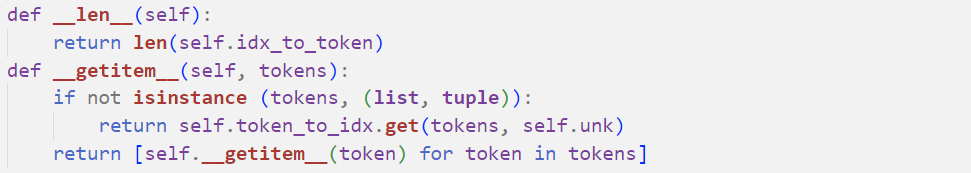 def __len__(self):
    return len(self.idx_to_token)
def __getitem__(self, tokens):
    if not isinstance (tokens, (list, tuple)):
        return self.token_to_idx.get(tokens, self.unk)
    return [self.__getitem__(token) for token in tokens]